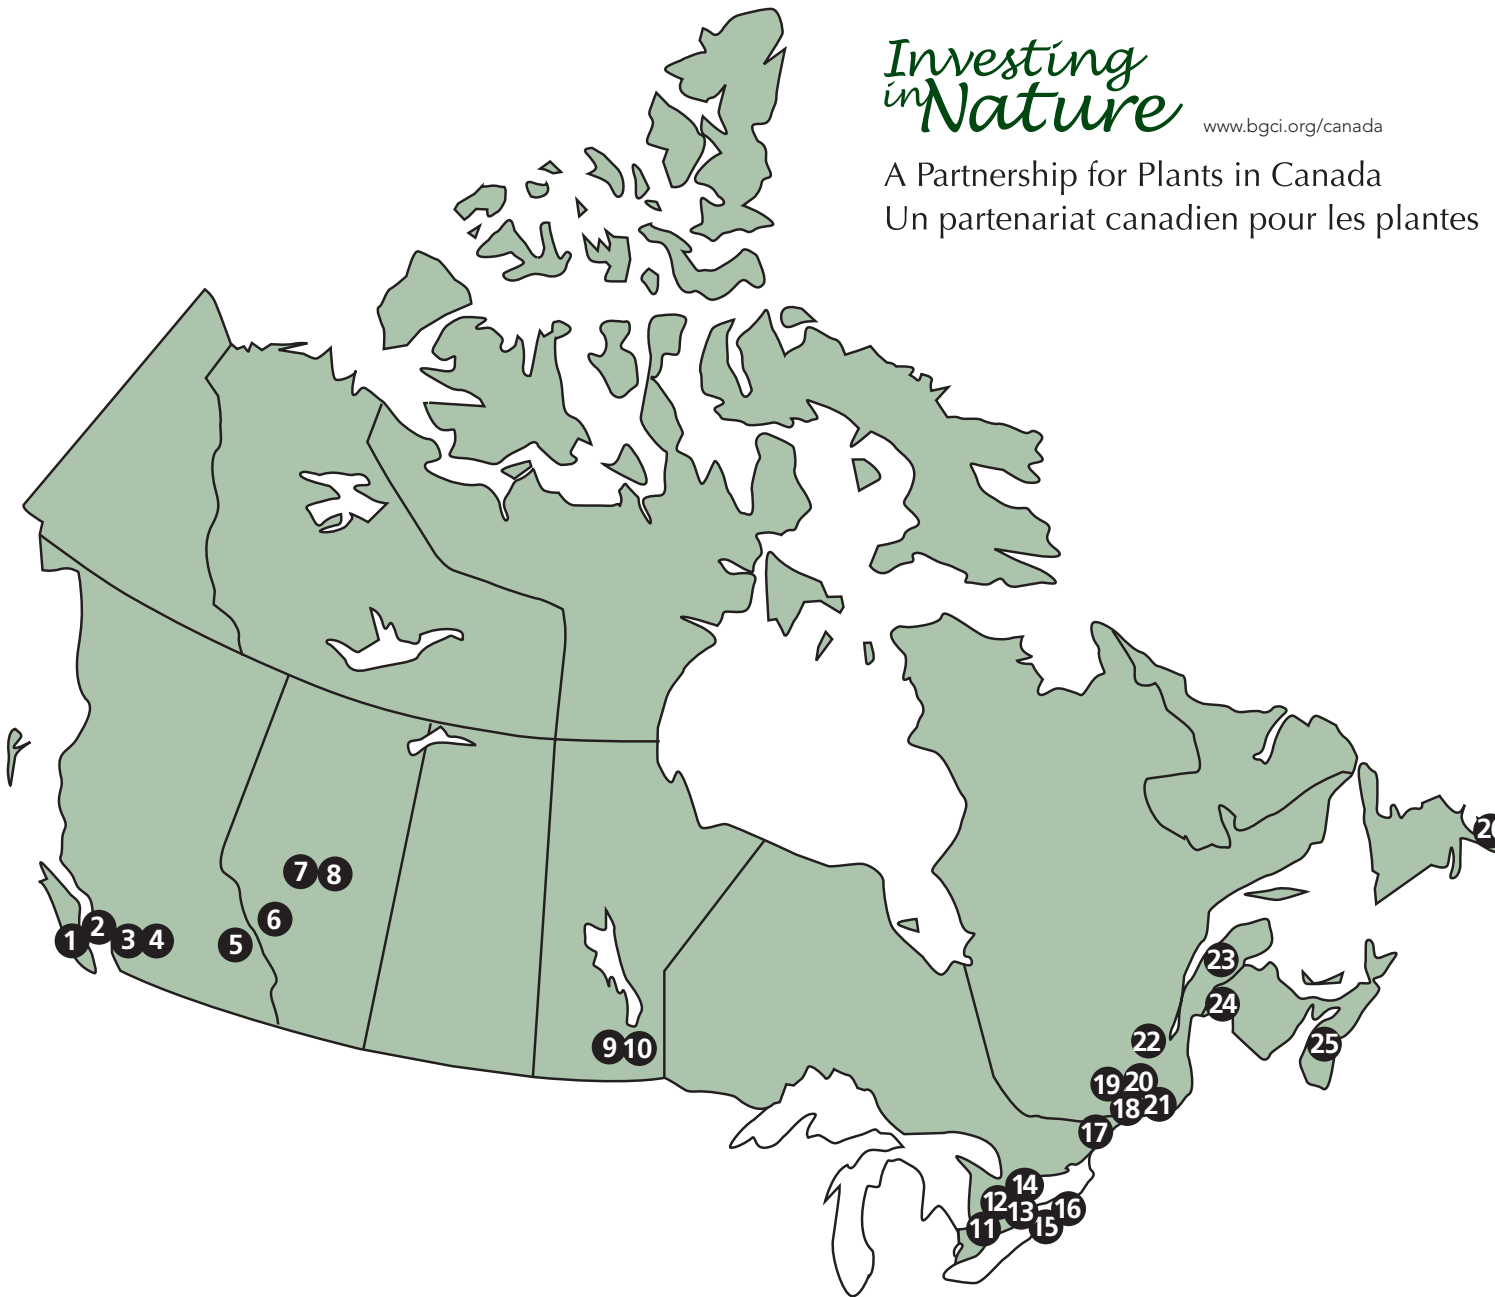 Investing
in Nature
www.bgci.org/canada
A Partnership for Plants in Canada
Un partenariat canadien pour les plantes
7 8
6
2
1 3 4 5
9 10
23
24
22 25
19 20
18 21
17
14
12 13 16
11 15